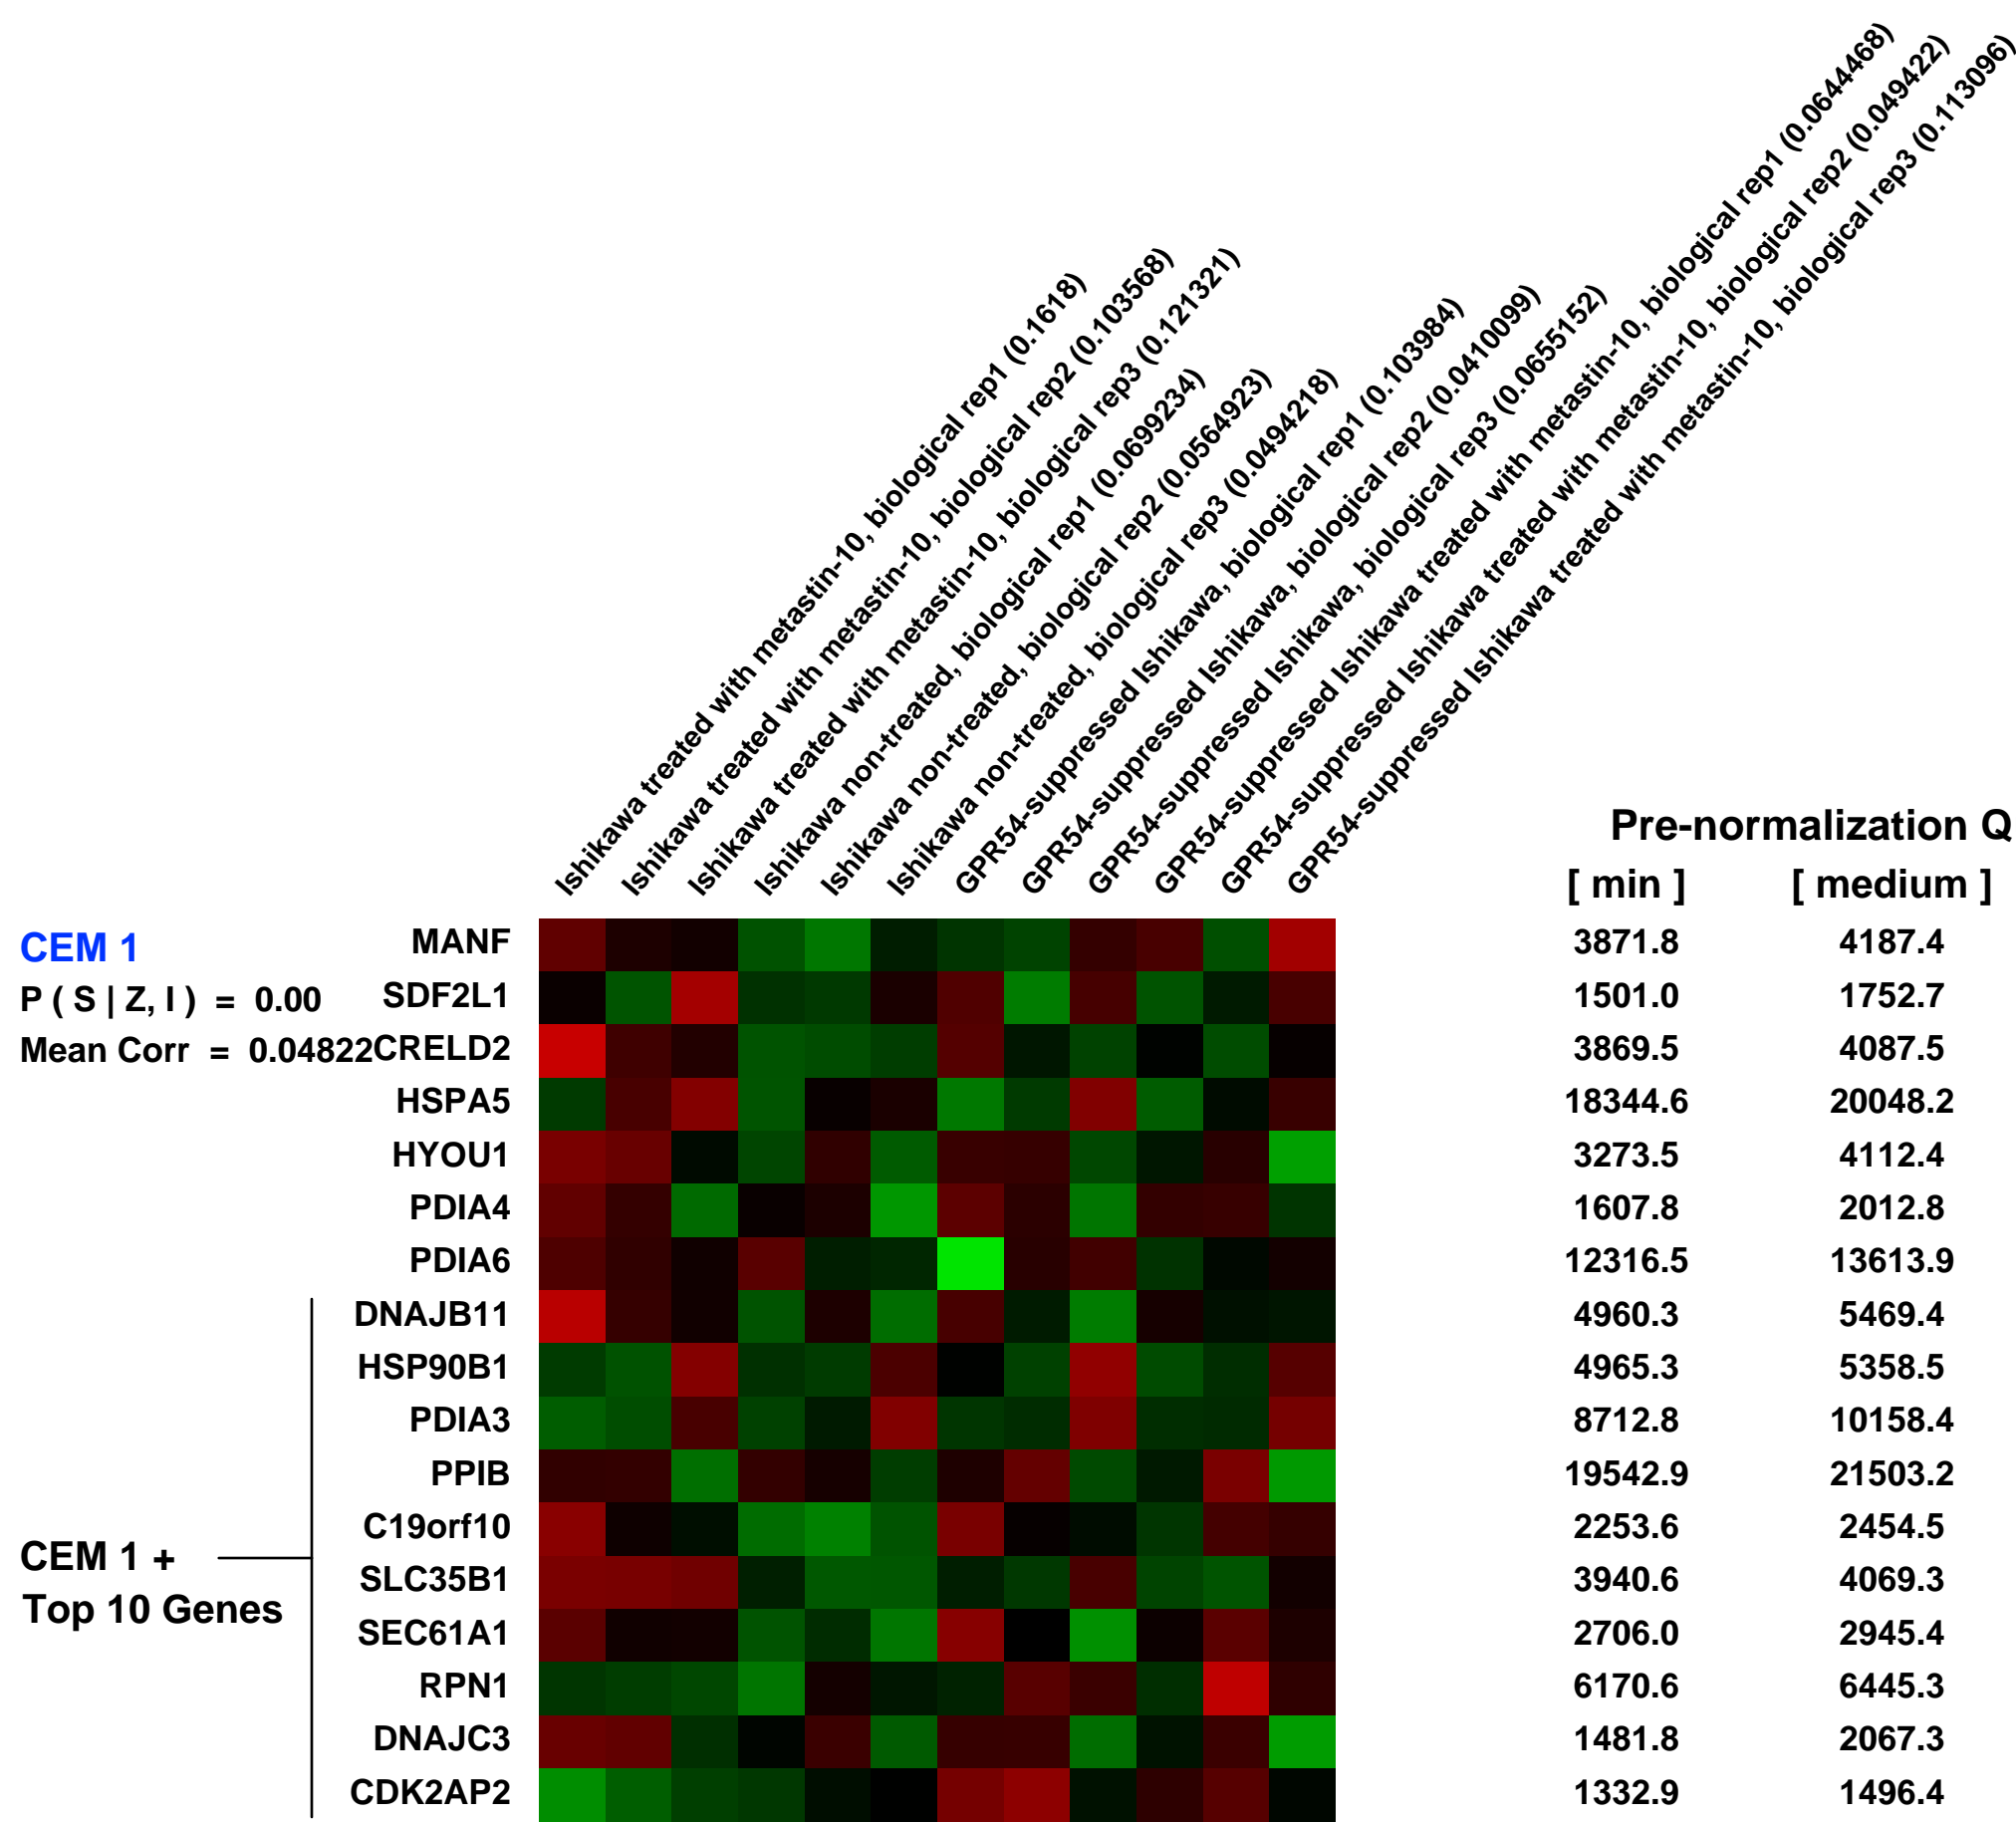 Ishikawa treated with metastin-10, biological rep1 (0.1618)
Ishikawa treated with metastin-10, biological rep2 (0.103568)
Ishikawa treated with metastin-10, biological rep3 (0.121321)
Ishikawa non-treated, biological rep1 (0.0699234)
Ishikawa non-treated, biological rep2 (0.0564923)
Ishikawa non-treated, biological rep3 (0.0494218)
GPR54-suppressed Ishikawa, biological rep1 (0.103984)
GPR54-suppressed Ishikawa, biological rep2 (0.0410099)
GPR54-suppressed Ishikawa, biological rep3 (0.0655152)
GPR54-suppressed Ishikawa treated with metastin-10, biological rep1 (0.0644468)
GPR54-suppressed Ishikawa treated with metastin-10, biological rep2 (0.049422)
GPR54-suppressed Ishikawa treated with metastin-10, biological rep3 (0.113096)
Pre-normalization Q
[ min ] [ medium ]
CEM 1 MANF 3871.8 4187.4
P ( S | Z, I ) = 0.00 SDF2L1 1501.0 1752.7
Mean Corr = 0.04822 CRELD2 3869.5 4087.5
HSPA5 18344.6 20048.2
HYOU1 3273.5 4112.4
PDIA4 1607.8 2012.8
PDIA6 12316.5 13613.9
DNAJB11 4960.3 5469.4
HSP90B1 4965.3 5358.5
PDIA3 8712.8 10158.4
PPIB 19542.9 21503.2
C19orf10 2253.6 2454.5
CEM 1 +
SLC35B1 3940.6 4069.3
Top 10 Genes
SEC61A1 2706.0 2945.4
RPN1 6170.6 6445.3
DNAJC3 1481.8 2067.3
CDK2AP2 1332.9 1496.4